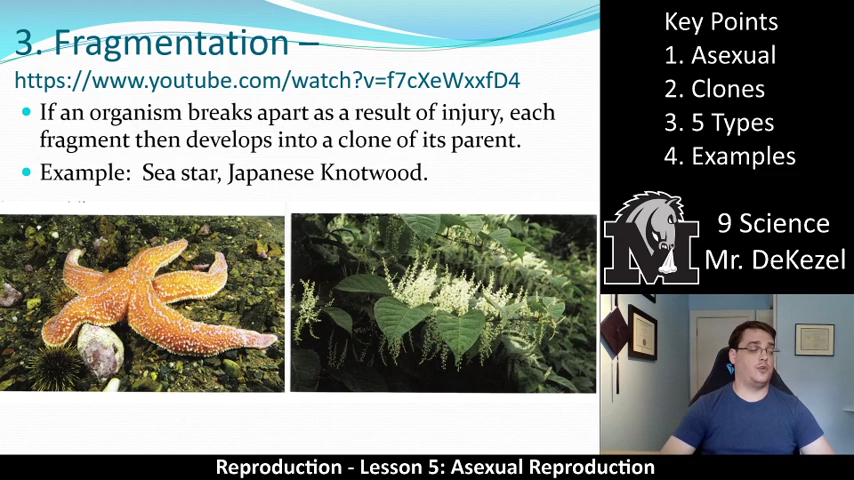 3. Fragmentation –
https://www.youtube.com/watch?v=f7cXeWxxfD4
If an organism breaks apart as a result of injury, each
fragment then develops into a clone of its parent.
Example: Sea star, Japanese Knotwood.
Key Points
1. Asexual
2. Clones
3. 5 Types
4. Examples
M
9 Science
Mr. DeKezel
Reproduction - Lesson 5: Asexual Reproduction